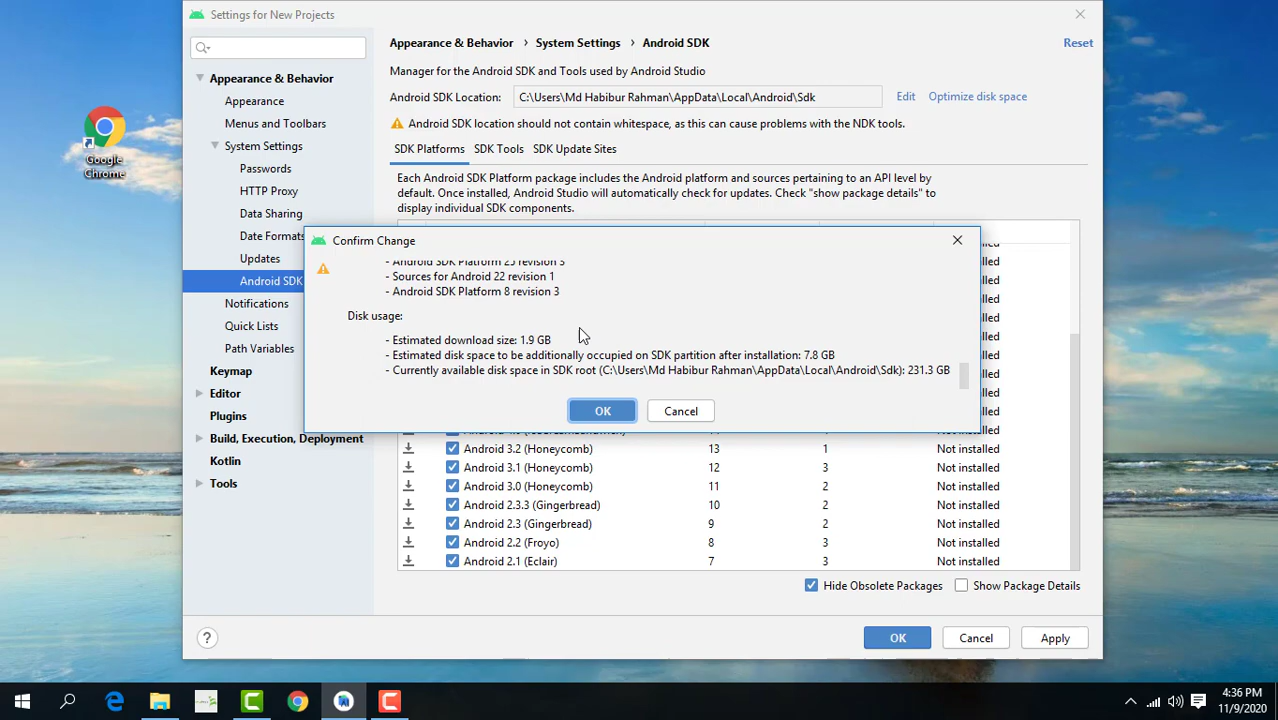 Settings for New Projects
Appearance & Behavior › System Settings › Android SDK
Reset
Manager for the Android SDK and Tools used by Android Studio
Android SDK Location: C:\Users\Md Habibur Rahman\AppData\Local\Android\Sdk Edit Optimize disk space
Android SDK location should not contain whitespace, as this can cause problems with the NDK tools.
SDK Platforms SDK Tools SDK Update Sites
Each Android SDK Platform package includes the Android platform and sources pertaining to an API level by
default. Once installed, Android Studio will automatically check for updates. Check "show package details" to
display individual SDK components.
Appearance & Behavior
Appearance
Menus and Toolbars
System Settings
Passwords
HTTP Proxy
Data Sharing
Date Formats
Updates
Android SDK
Notifications
Quick Lists
Path Variables
Keymap
Editor
Plugins
Build, Execution, Deployment
Kotlin
Tools
Google
Chrome
Confirm Change
- Android SDK Platform 25 revision 3
- Sources for Android 22 revision 1
- Android SDK Platform 8 revision 3
Disk usage:
- Estimated download size: 1.9 GB
- Estimated disk space to be additionally occupied on SDK partition after installation: 7.8 GB
- Currently available disk space in SDK root (C:\Users\Md Habibur Rahman\AppData\Local\Android\Sdk): 231.3 GB
OK Cancel
Android 3.2 (Honeycomb) 13 1 Not installed
Android 3.1 (Honeycomb) 12 3 Not installed
Android 3.0 (Honeycomb) 11 2 Not installed
Android 2.3.3 (Gingerbread) 10 2 Not installed
Android 2.3 (Gingerbread) 9 2 Not installed
Android 2.2 (Froyo) 8 3 Not installed
Android 2.1 (Eclair) 7 3 Not installed
Hide Obsolete Packages Show Package Details
? OK Cancel Apply
4:36 PM
11/9/2020